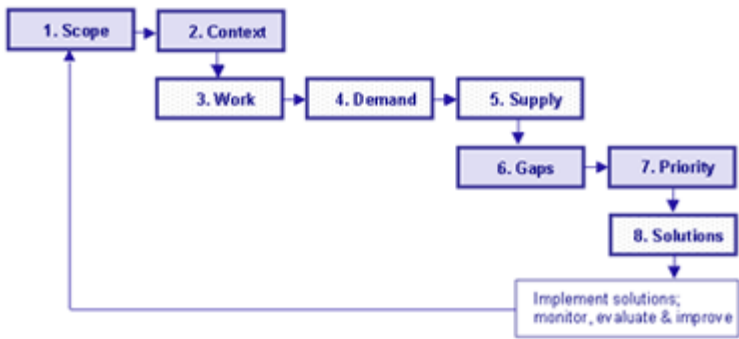 1. Scope
2. Context
3. Work
4. Demand
5. Supply
6. Gaps
7. Priority
8. Solutions
Implement solutions;
monitor, evaluate & improve